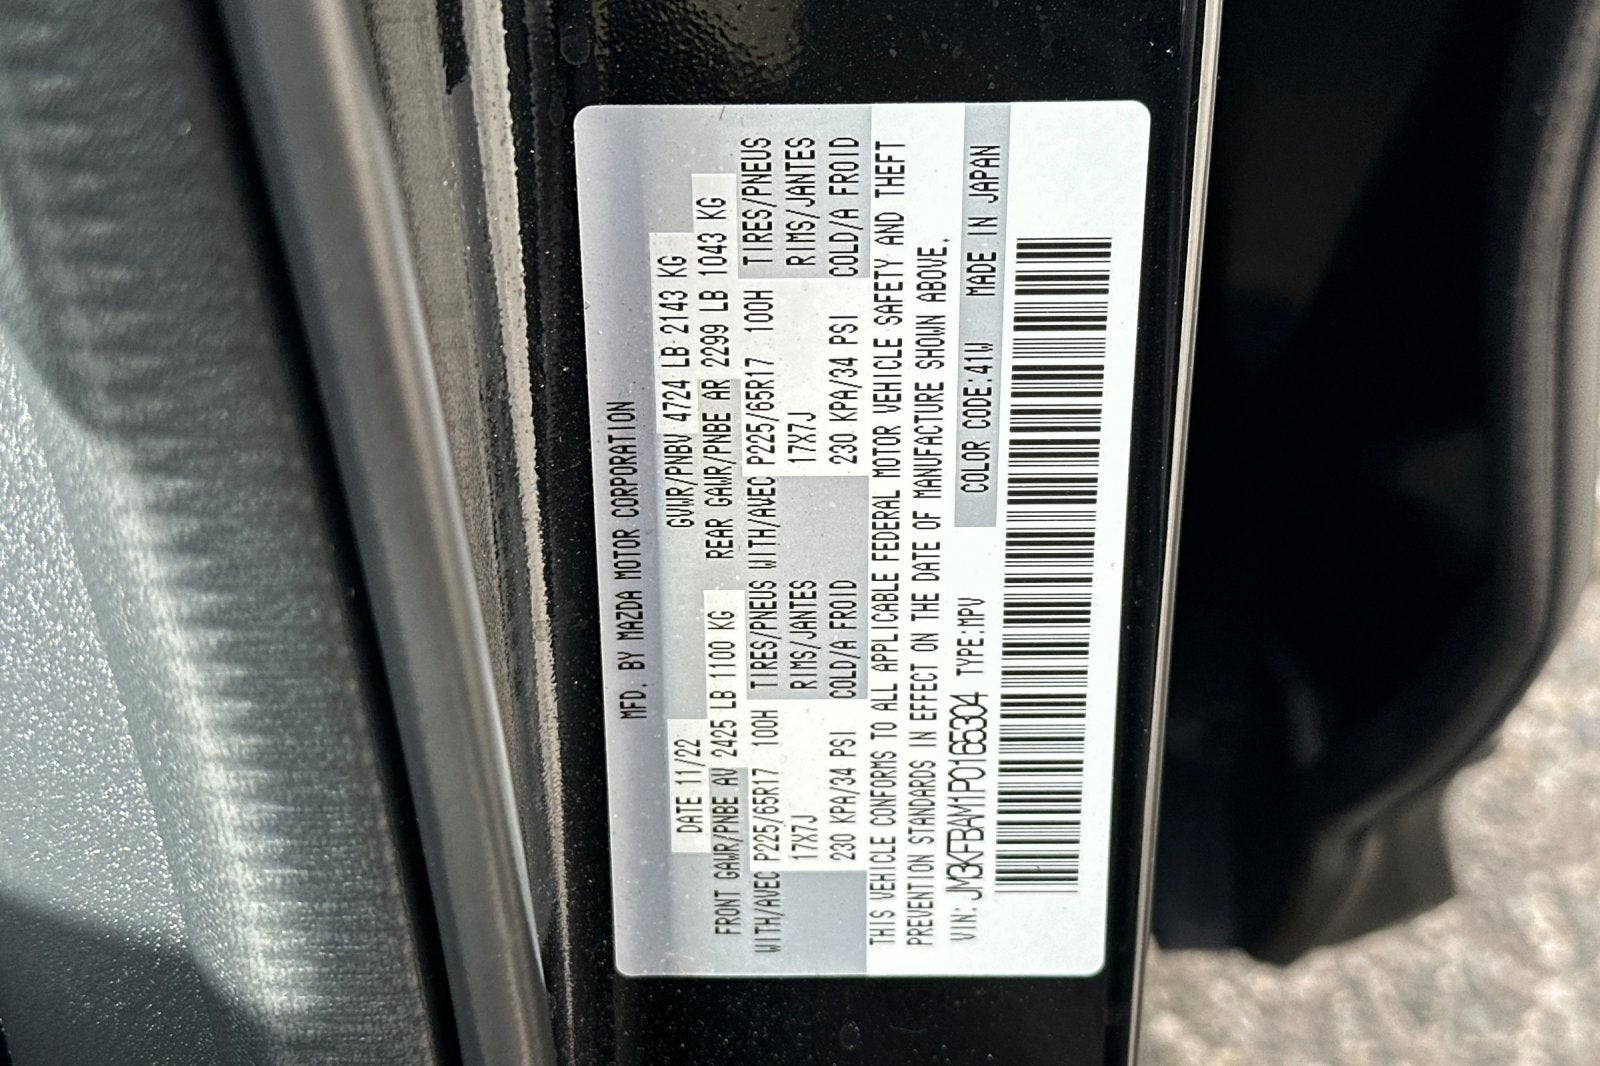 MFD. BY MAZDA MOTOR CORPORATION
DATE 11/22 GVWR/PNBV 4724 LB 2143 KG
FRONT GAWR/PNBE AV 2425 LB 1100 KG REAR GAWR/PNBE AR 2299 LB 1043 KG
WITH/AVEC P225/65R17 100H TIRES/PNEUS WITH/AVEC P225/65R17 100H TIRES/PNEUS
17X7J RIMS/JANTES 17X7J RIMS/JANTES
230 KPA/34 PSI COLD/A FROID 230 KPA/34 PSI COLD/A FROID
THIS VEHICLE CONFORMS TO ALL APPLICABLE FEDERAL MOTOR VEHICLE SAFETY AND THEFT
PREVENTION STANDARDS IN EFFECT ON THE DATE OF MANUFACTURE SHOWN ABOVE.
VIN: JM3KFBAM1P0165304 TYPE:MPV COLOR CODE:41W MADE IN JAPAN